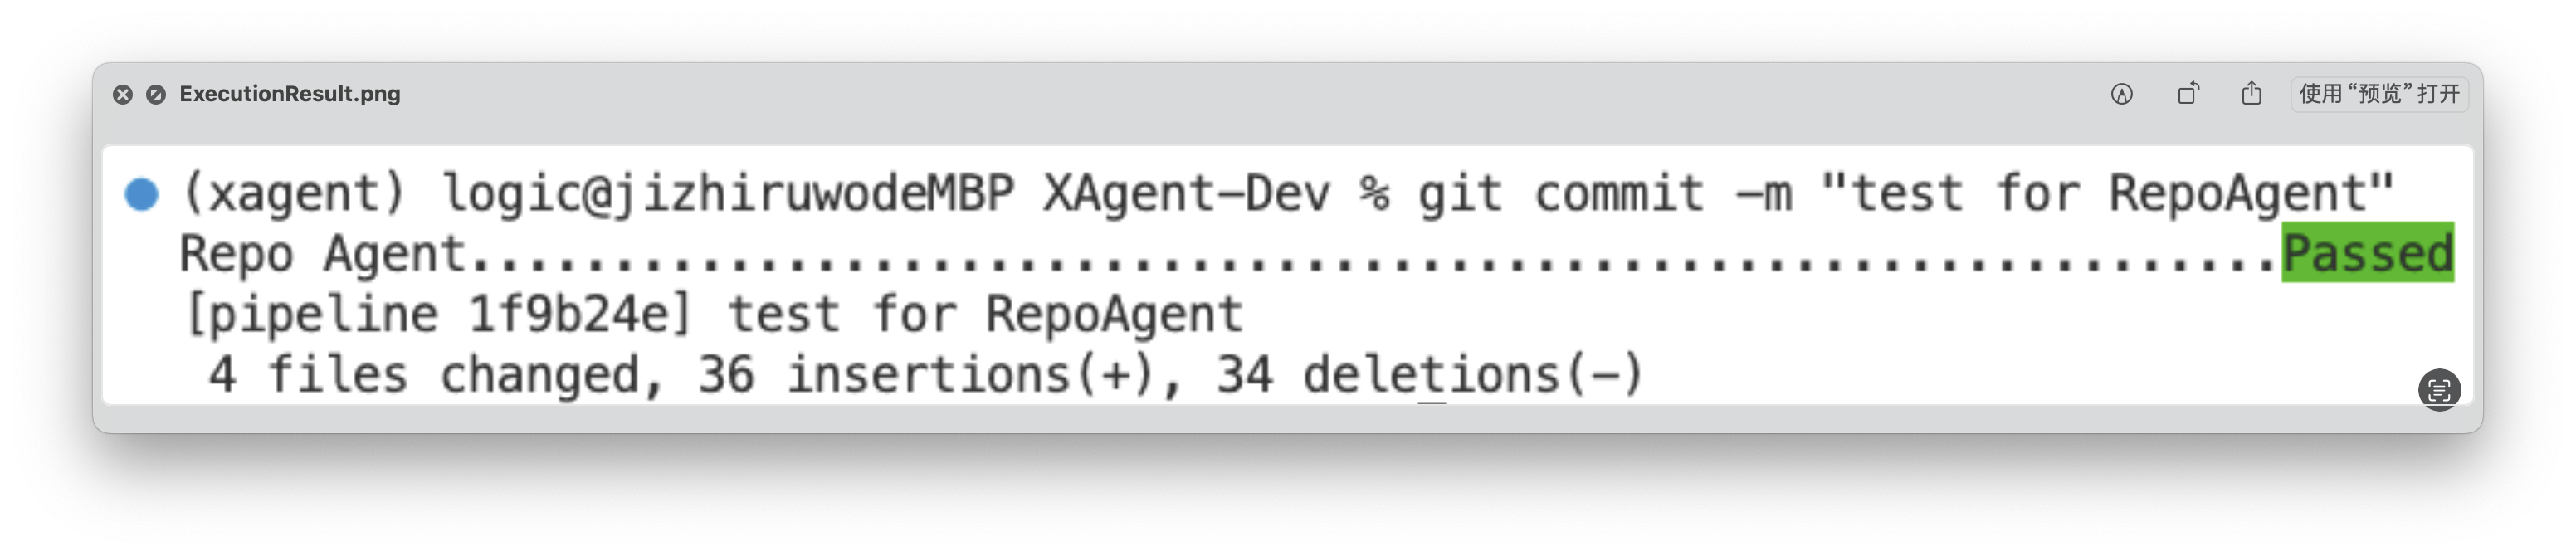 ExecutionResult.png
使用“预览”打开
(xagent) logic@jizhiruwodeMBP XAgent-Dev % git commit -m "test for RepoAgent"
Repo Agent...............................................................Passed
[pipeline 1f9b24e] test for RepoAgent
4 files changed, 36 insertions(+), 34 deletions(-)